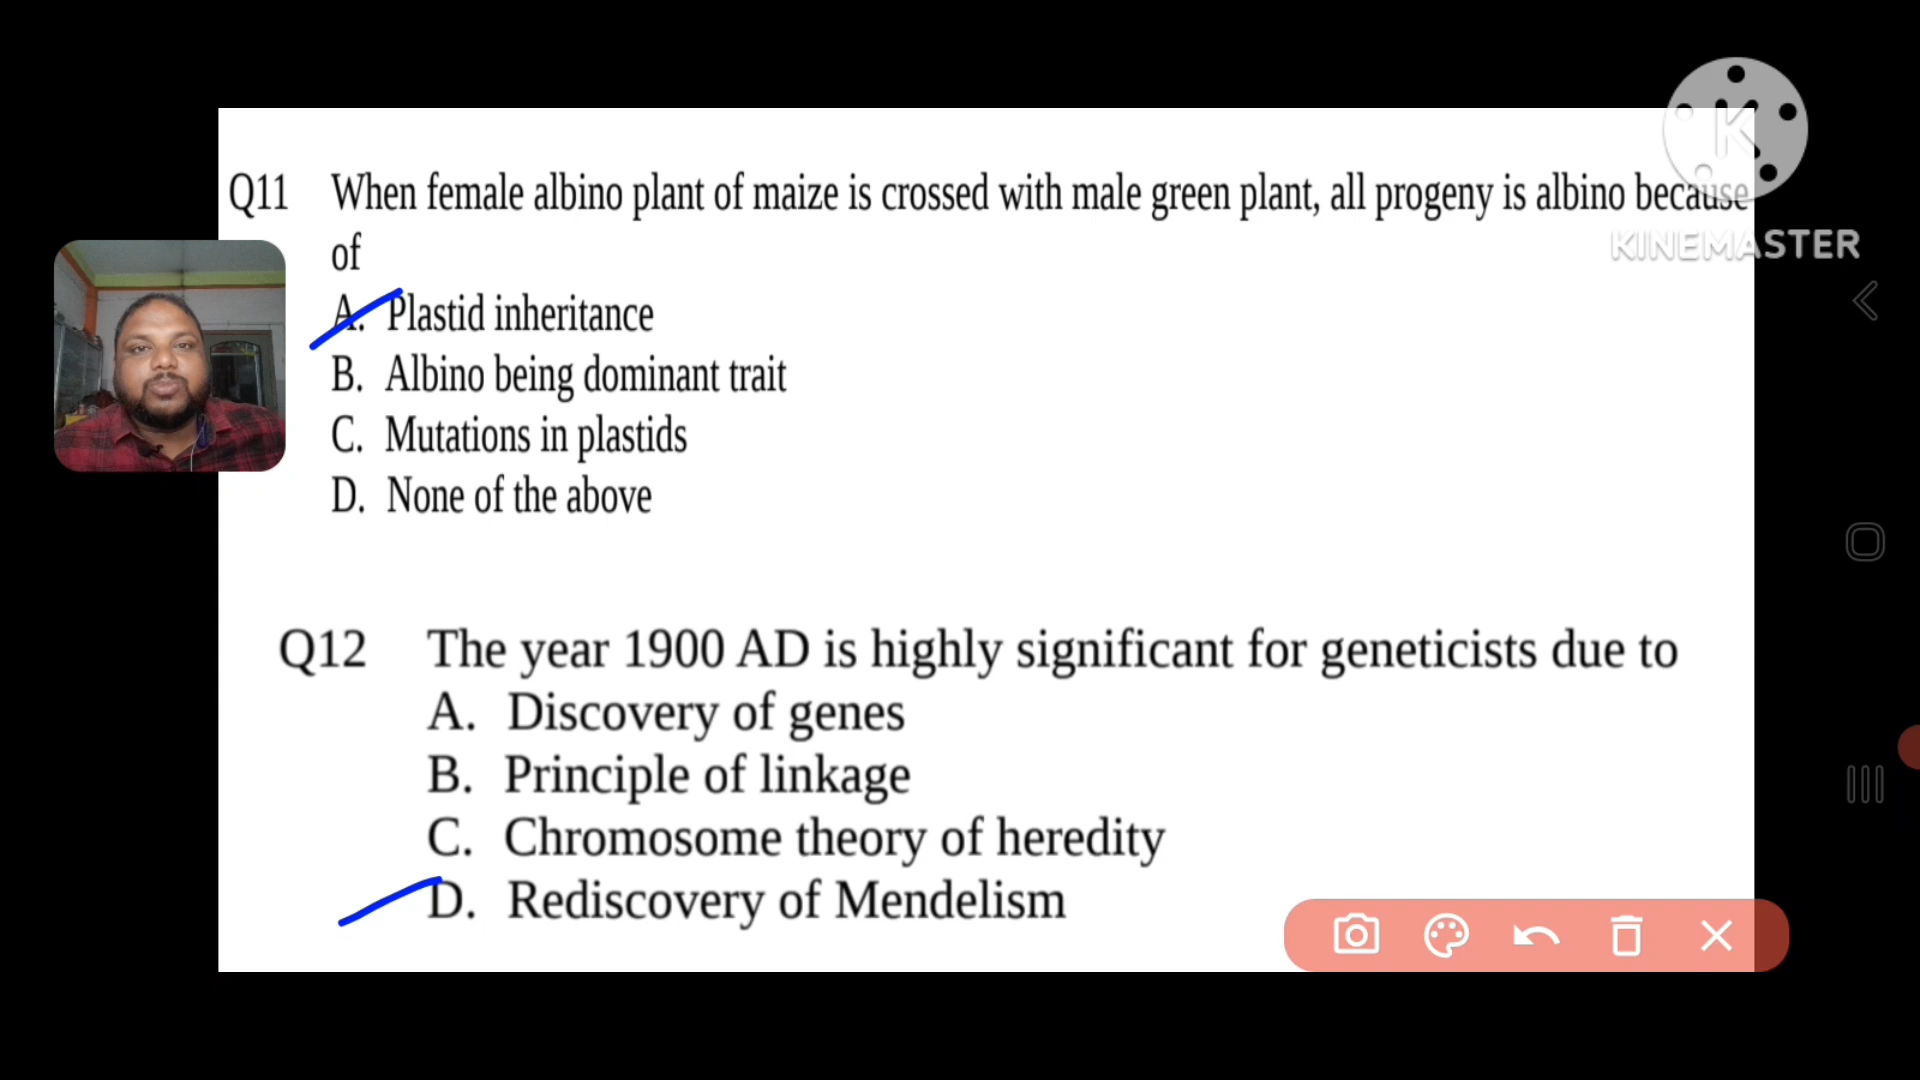 Q11 When female albino plant of maize is crossed with male green plant, all progeny is albino because
of
A. Plastid inheritance
B. Albino being dominant trait
C. Mutations in plastids
D. None of the above
Q12 The year 1900 AD is highly significant for geneticists due to
A. Discovery of genes
B. Principle of linkage
C. Chromosome theory of heredity
D. Rediscovery of Mendelism
K
KINEMASTER